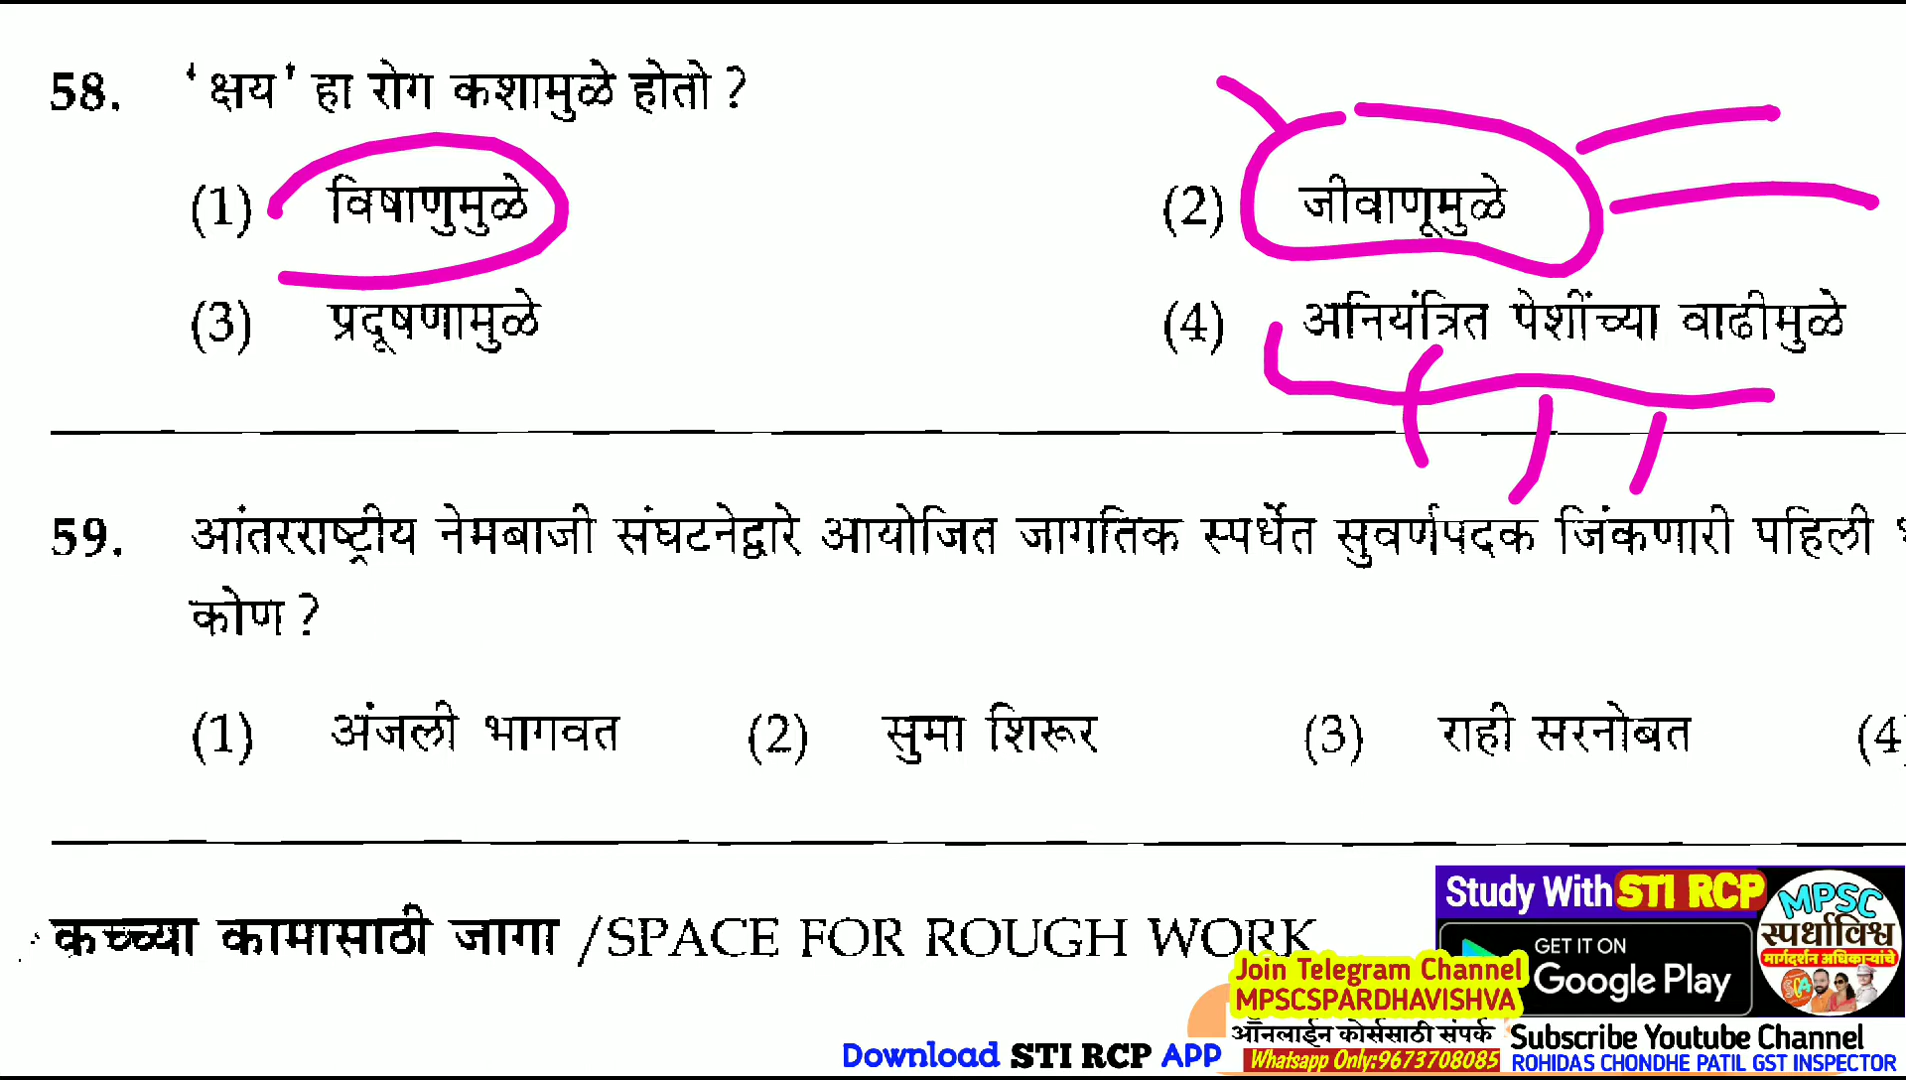 58. 'क्षय' हा रोग कशामुळे होतो ?
(1) विषाणुमुळे (2) जीवाणूमुळे
(3) प्रदूषणामुळे (4) अनियंत्रित पेशींच्या वाढीमुळे
59. आंतरराष्ट्रीय नेमबाजी संघटनेद्वारे आयोजित जागतिक स्पर्धेत सुवर्णपदक जिंकणारी पहिली
कोण ?
(1) अंजली भागवत (2) सुमा शिरूर (3) राही सरनोबत (4)
कच्च्या कामासाठी जागा /SPACE FOR ROUGH WORK
Study With STI RCP
GET IT ON
Google Play
MPSC
स्पर्धाविश्व
मार्गदर्शन अधिकाऱ्यांचे
Join Telegram Channel
MPSCSPARDHAVISHVA
ऑनलाईन कोर्ससाठी संपर्क
Whatsapp Only:9673708085
Download STI RCP APP
Subscribe Youtube Channel
ROHIDAS CHONDHE PATIL GST INSPECTOR